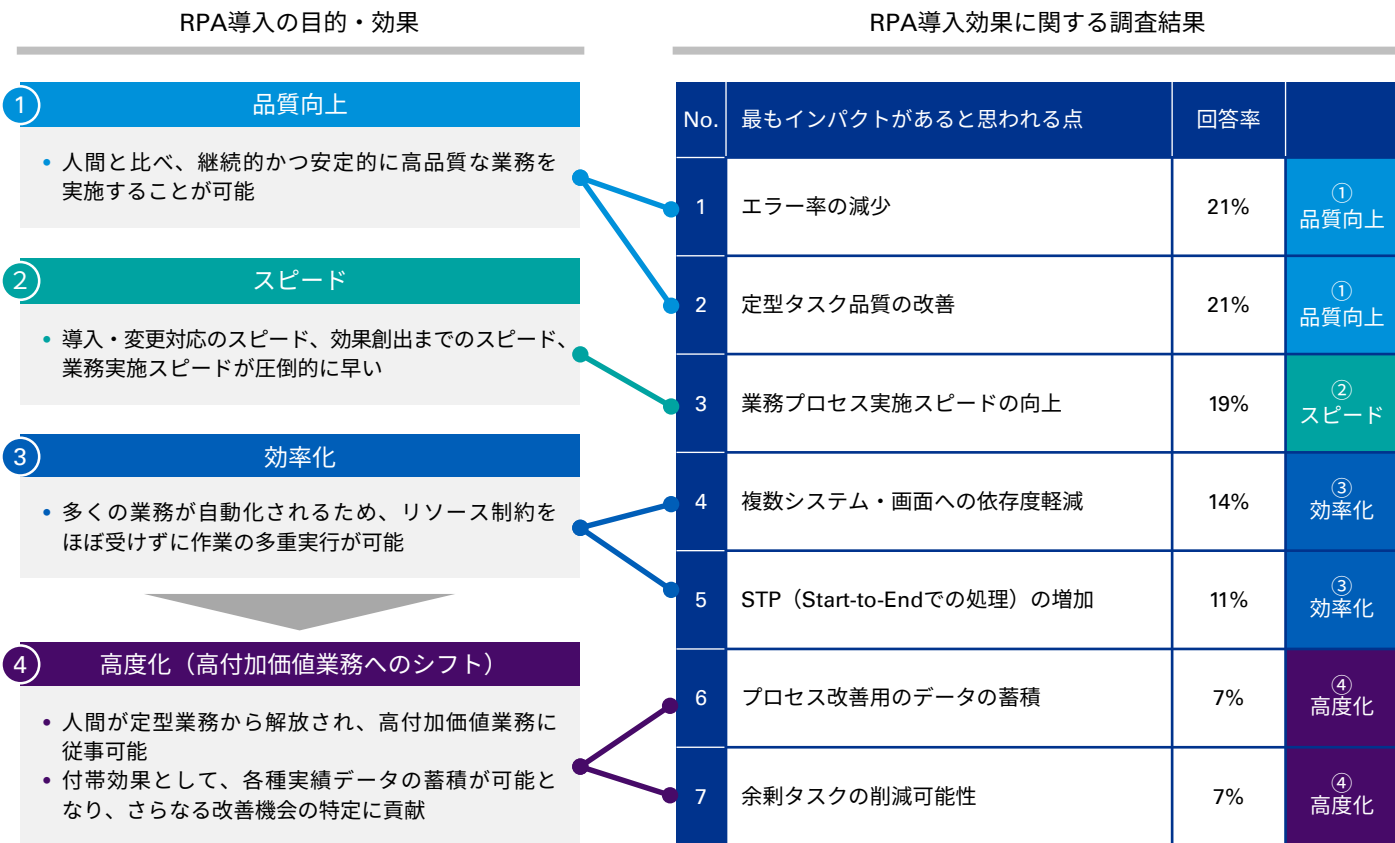 RPA導入の目的・効果
1
品質向上
• 人間と比べ、継続的かつ安定的に高品質な業務を
実施することが可能
2
スピード
• 導入・変更対応のスピード、効果創出までのスピード、
業務実施スピードが圧倒的に早い
3
効率化
• 多くの業務が自動化されるため、リソース制約を
ほぼ受けずに作業の多重実行が可能
4
高度化（高付加価値業務へのシフト）
• 人間が定型業務から解放され、高付加価値業務に
従事可能
• 付帯効果として、各種実績データの蓄積が可能と
なり、さらなる改善機会の特定に貢献
RPA導入効果に関する調査結果
No. 最もインパクトがあると思われる点 回答率
1 エラー率の減少 21% ①
品質向上
2 定型タスク品質の改善 21% ①
品質向上
3 業務プロセス実施スピードの向上 19% ②
スピード
4 複数システム・画面への依存度軽減 14% ③
効率化
5 STP（Start-to-Endでの処理）の増加 11% ③
効率化
6 プロセス改善用のデータの蓄積 7% ④
高度化
7 余剰タスクの削減可能性 7% ④
高度化